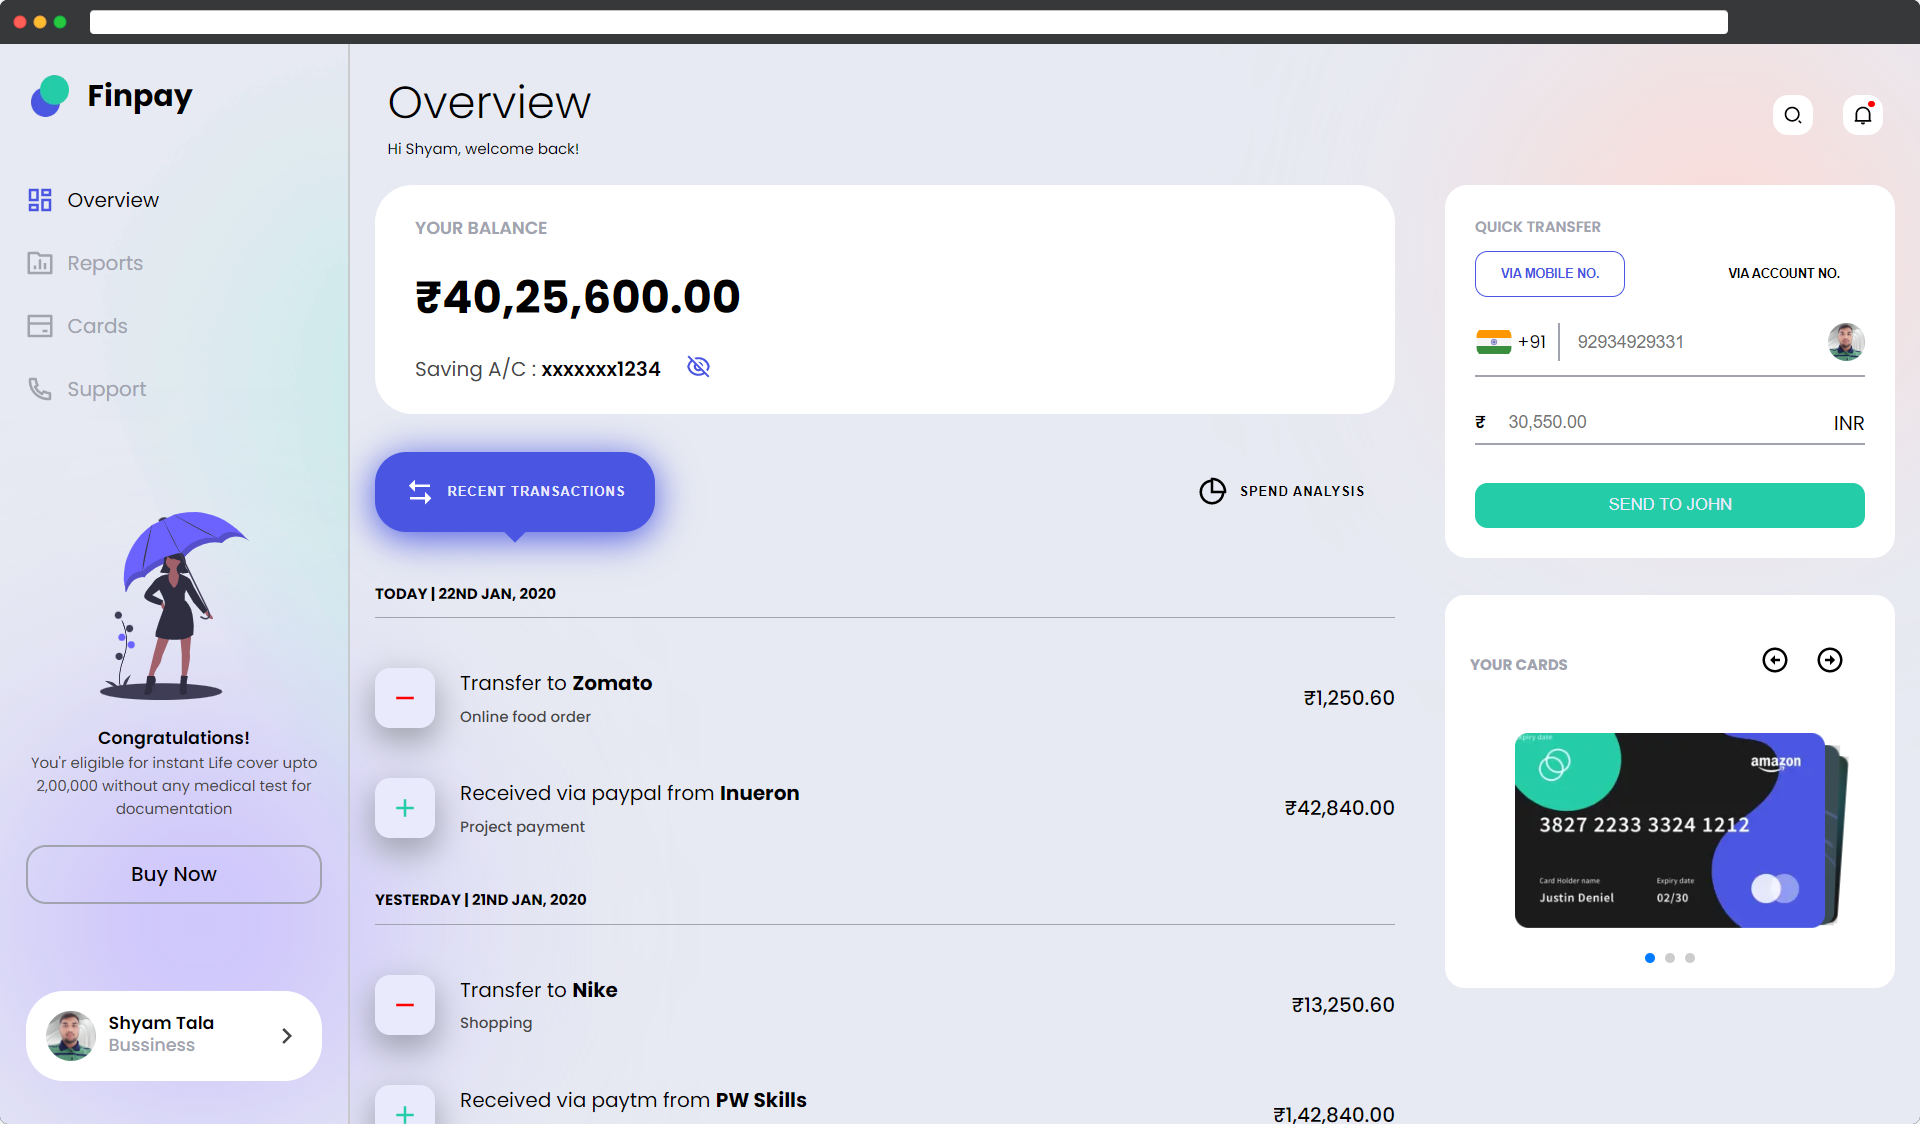 Finpay
Overview
Reports
Cards
Support
Congratulations!
You'r eligible for instant Life cover upto
2,00,000 without any medical test for
documentation
Buy Now
Shyam Tala
Bussiness
Overview
Hi Shyam, welcome back!
YOUR BALANCE
₹40,25,600.00
Saving A/C : xxxxxxx1234
RECENT TRANSACTIONS
SPEND ANALYSIS
TODAY | 22ND JAN, 2020
Transfer to Zomato
Online food order
₹1,250.60
Received via paypal from Inueron
Project payment
₹42,840.00
YESTERDAY | 21ND JAN, 2020
Transfer to Nike
Shopping
₹13,250.60
Received via paytm from PW Skills
₹1,42,840.00
QUICK TRANSFER
VIA MOBILE NO.
VIA ACCOUNT NO.
+91
92934929331
₹ 30,550.00 INR
SEND TO JOHN
YOUR CARDS
Expiry date
amazon
3827 2233 3324 1212
Card Holder name
Justin Deniel
Expiry date
02/30